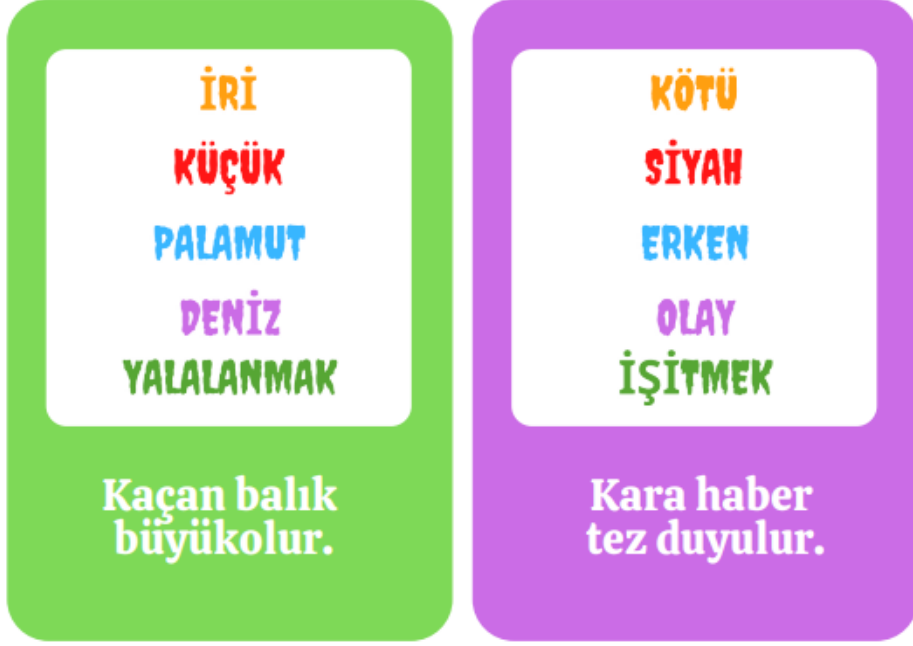 İRİ
KÜÇÜK
PALAMUT
DENİZ
YALALANMAK
Kaçan balık
büyükolur.
KÖTÜ
SİYAH
ERKEN
OLAY
İŞİTMEK
Kara haber
tez duyulur.